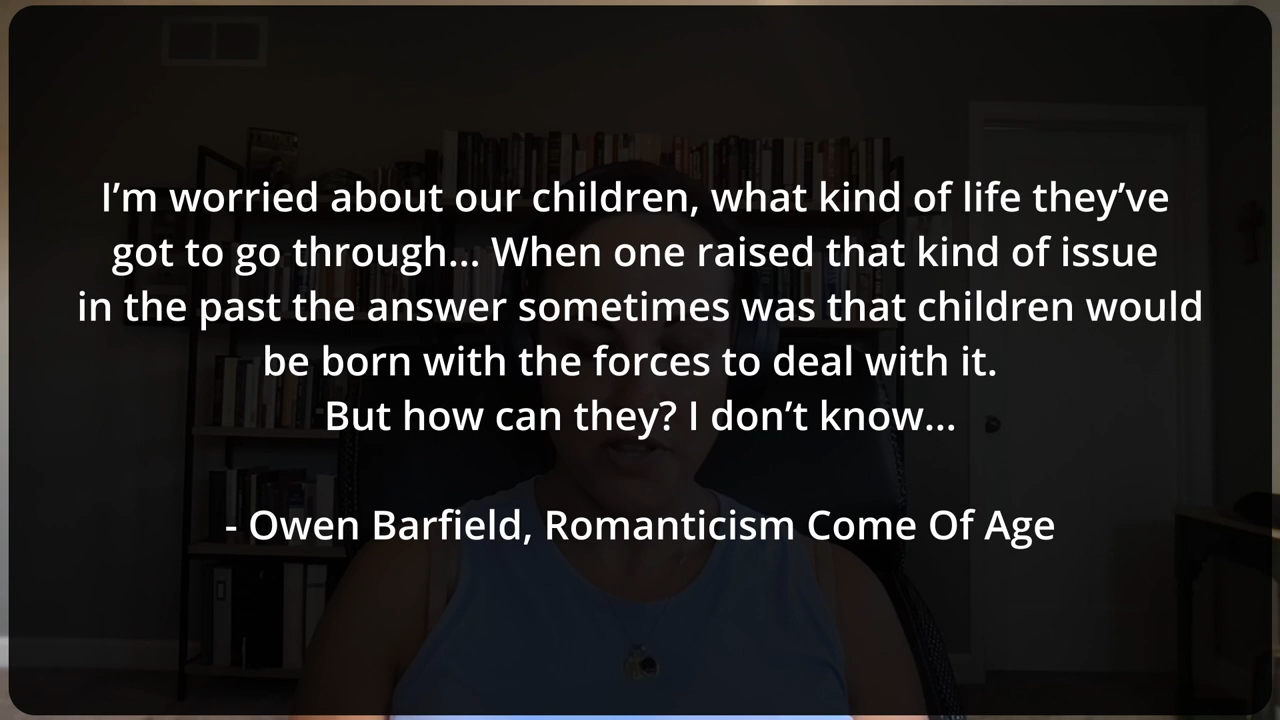 I’m worried about our children, what kind of life they’ve
got to go through... When one raised that kind of issue
in the past the answer sometimes was that children would
be born with the forces to deal with it.
But how can they? I don’t know...
- Owen Barfield, Romanticism Come Of Age